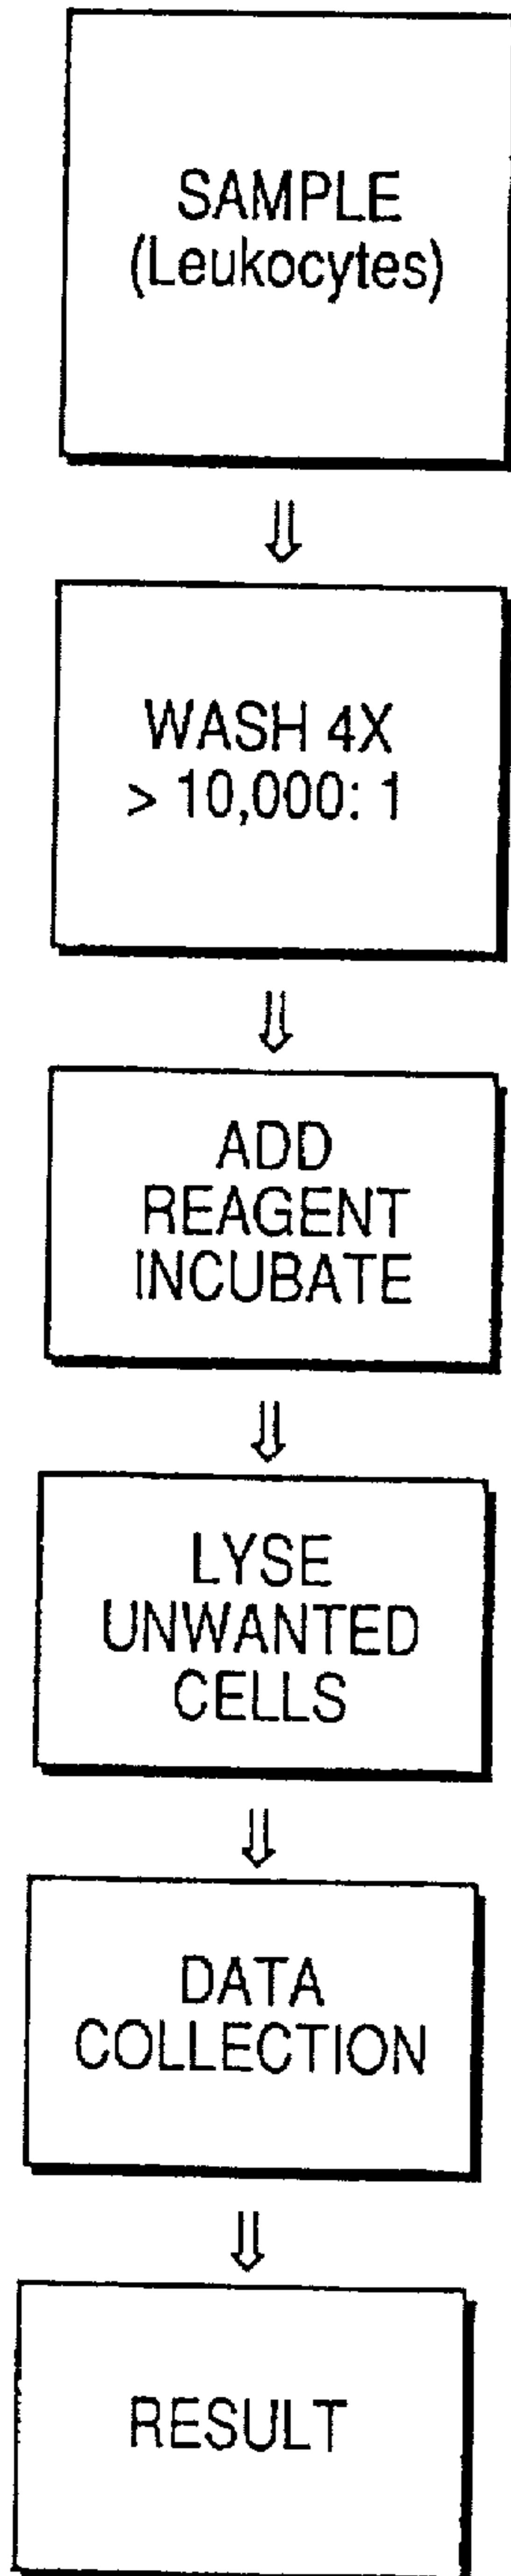 SAMPLE
(Leukocytes)
WASH 4X
> 10,000: 1
ADD
REAGENT
INCUBATE
LYSE
UNWANTED
CELLS
DATA
COLLECTION
RESULT